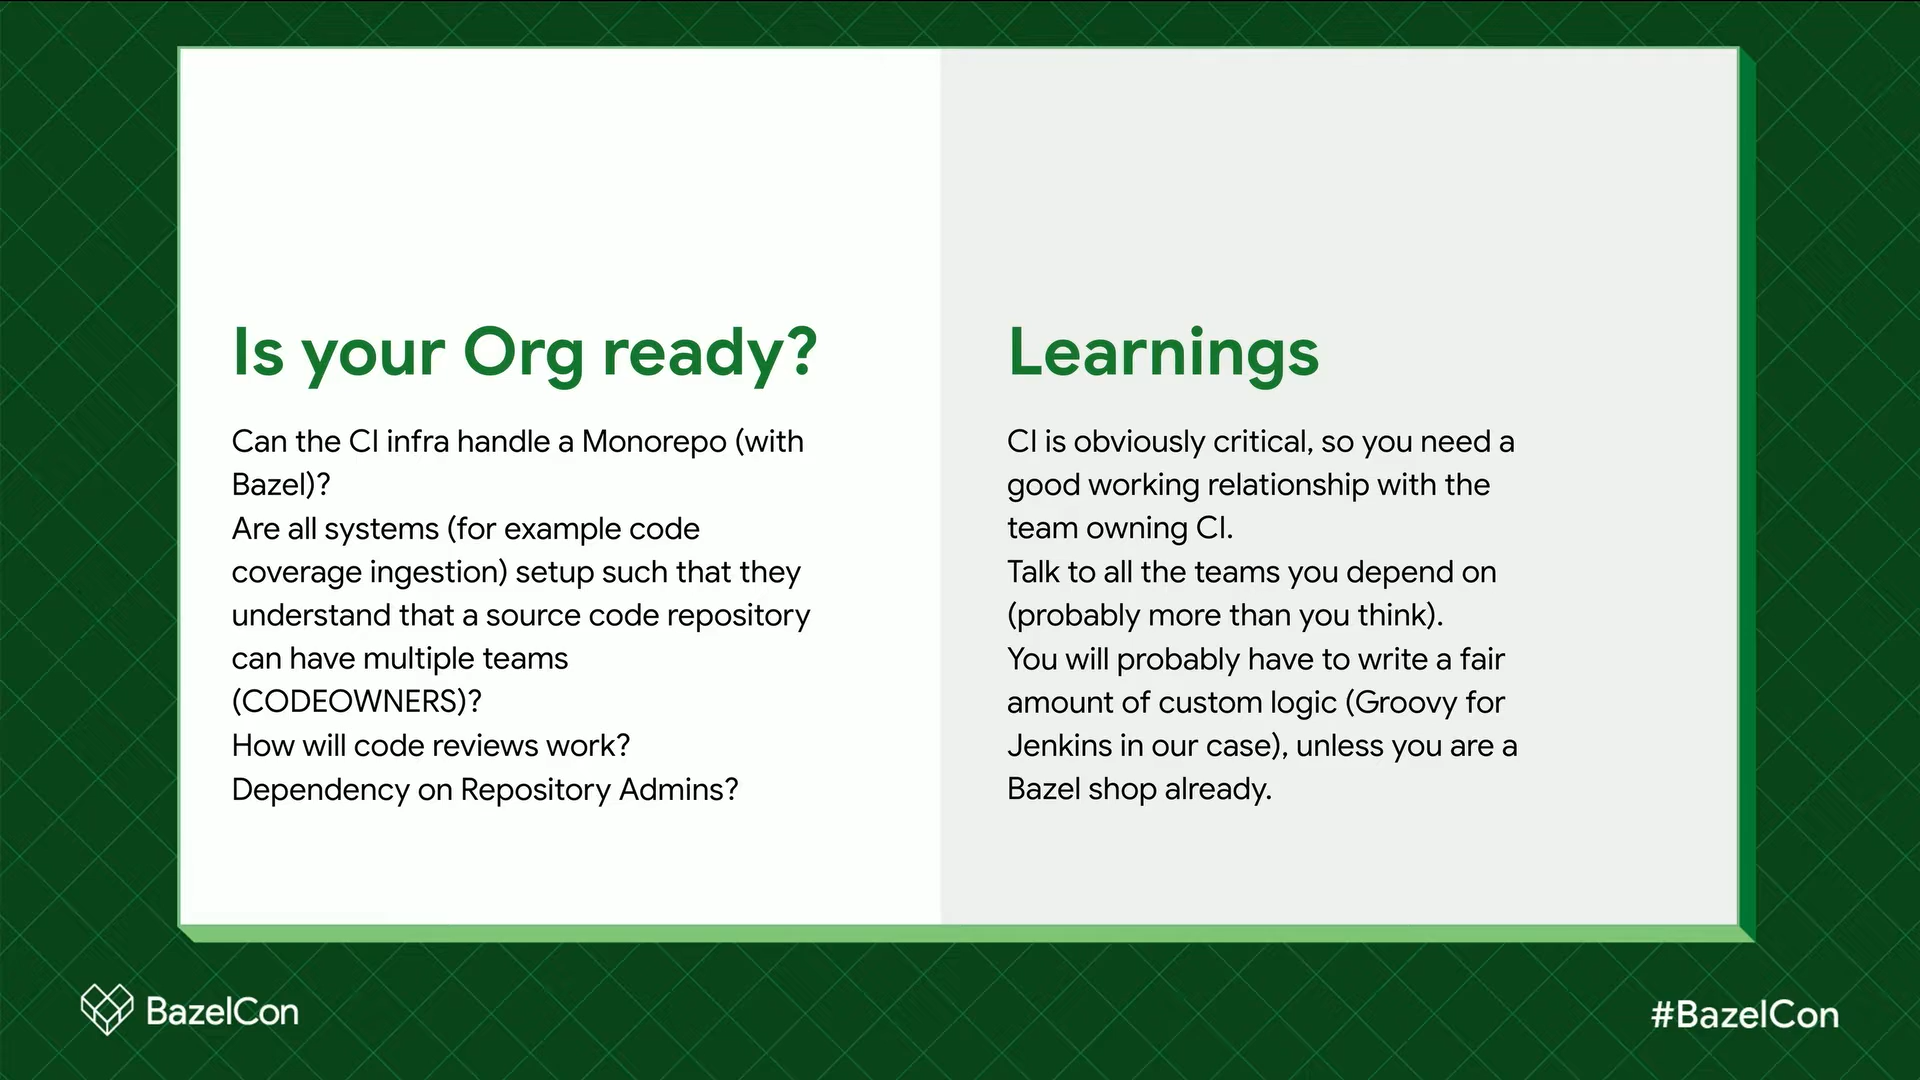 Is your Org ready?
Can the CI infra handle a Monorepo (with
Bazel)?
Are all systems (for example code
coverage ingestion) setup such that they
understand that a source code repository
can have multiple teams
(CODEOWNERS)?
How will code reviews work?
Dependency on Repository Admins?
Learnings
CI is obviously critical, so you need a
good working relationship with the
team owning CI.
Talk to all the teams you depend on
(probably more than you think).
You will probably have to write a fair
amount of custom logic (Groovy for
Jenkins in our case), unless you are a
Bazel shop already.
BazelCon
#BazelCon